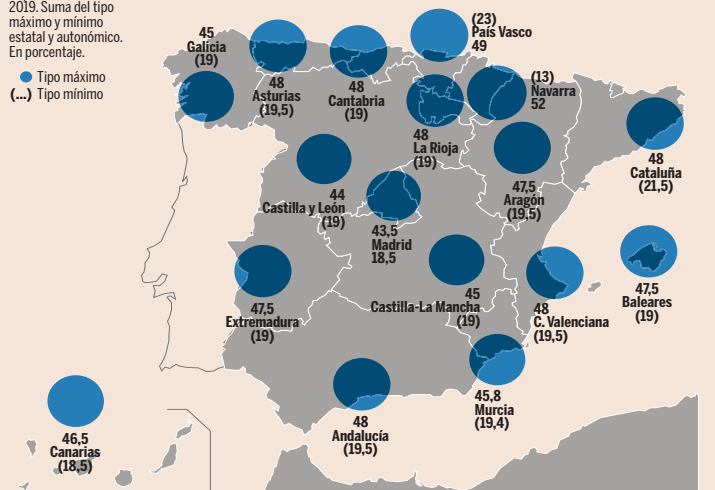 2019. Suma del tipo
máximo y mínimo
estatal y autonómico.
En porcentaje.
Tipo máximo
(...) Tipo mínimo
45
Galícia
(19)
48
Asturias
(19,5)
48
Cantabria
(19)
(23)
País Vasco
49
(13)
Navarra
52
48
La Rioja
(19)
48
Cataluña
(21,5)
47,5
Aragón
(19,5)
44
Castilla y León
(19)
43,5
Madrid
18,5
47,5
Extremadura
(19)
45
Castilla-La Mancha
(19)
48
C. Valenciana
(19,5)
47,5
Baleares
(19)
45,8
Murcia
(19,4)
48
Andalucía
(19,5)
46,5
Canarias
(18,5)